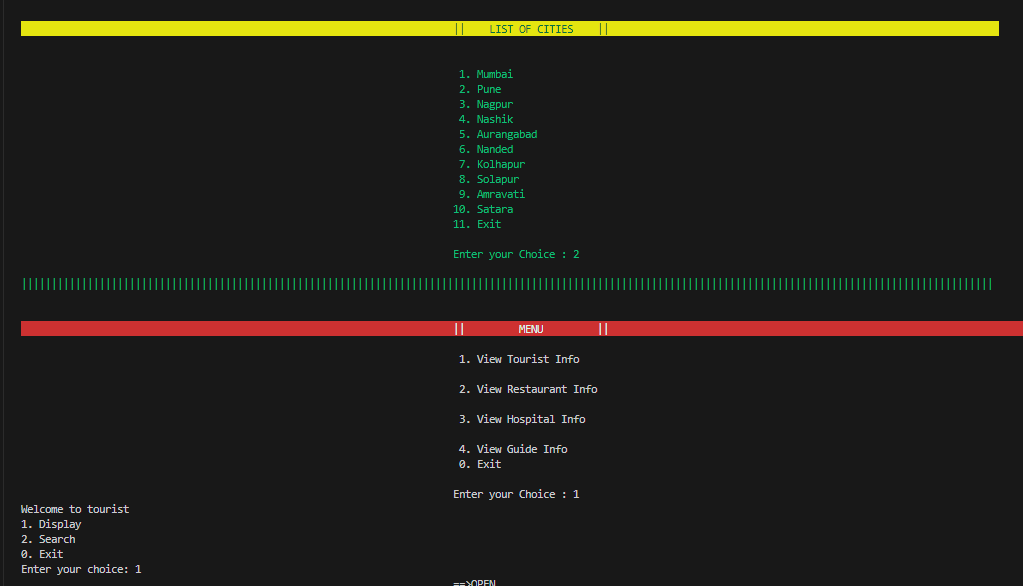 || LIST OF CITIES ||
1. Mumbai
2. Pune
3. Nagpur
4. Nashik
5. Aurangabad
6. Nanded
7. Kolhapur
8. Solapur
9. Amravati
10. Satara
11. Exit
Enter your Choice : 2
|| MENU ||
1. View Tourist Info
2. View Restaurant Info
3. View Hospital Info
4. View Guide Info
0. Exit
Enter your Choice : 1
Welcome to tourist
1. Display
2. Search
0. Exit
Enter your choice: 1
==>OPEN